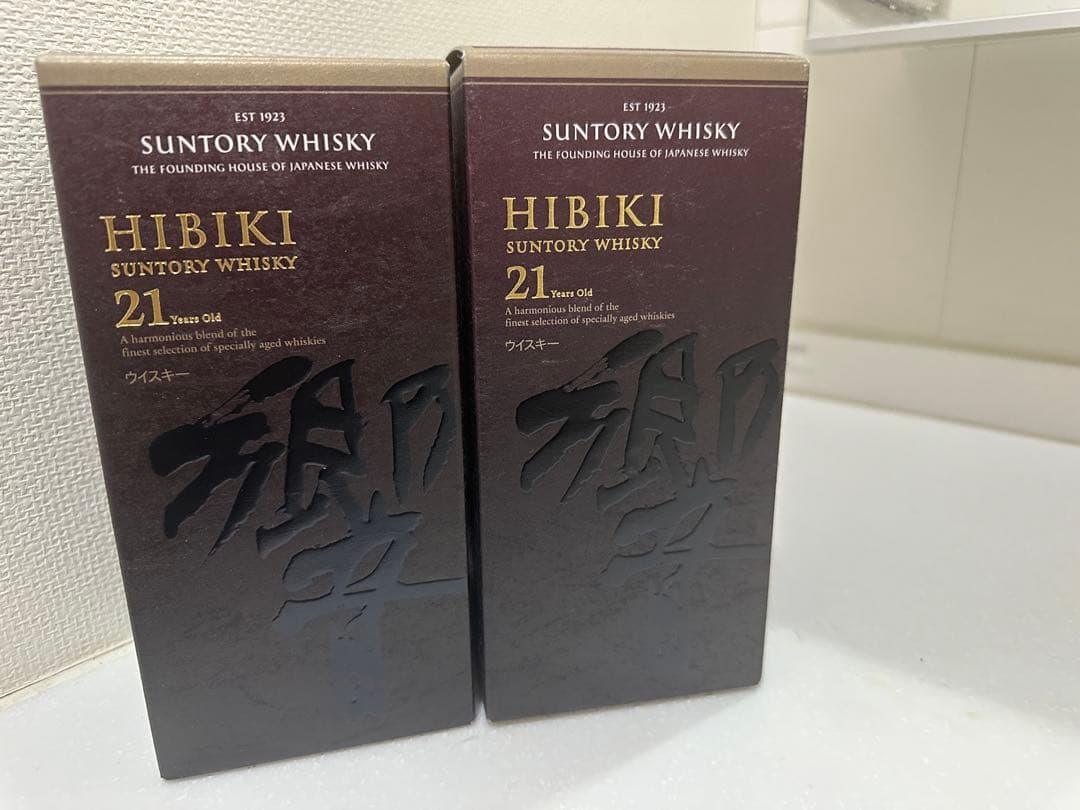 EST 1923
SUNTORY WHISKY
THE FOUNDING HOUSE OF JAPANESE WHISKY
HIBIKI
SUNTORY WHISKY
21 Years Old
A harmonious blend of the
finest selection of specially aged whiskies
ウイスキー
響
EST 1923
SUNTORY WHISKY
THE FOUNDING HOUSE OF JAPANESE WHISKY
HIBIKI
SUNTORY WHISKY
21 Years Old
A harmonious blend of the
finest selection of specially aged whiskies
ウイスキー
響